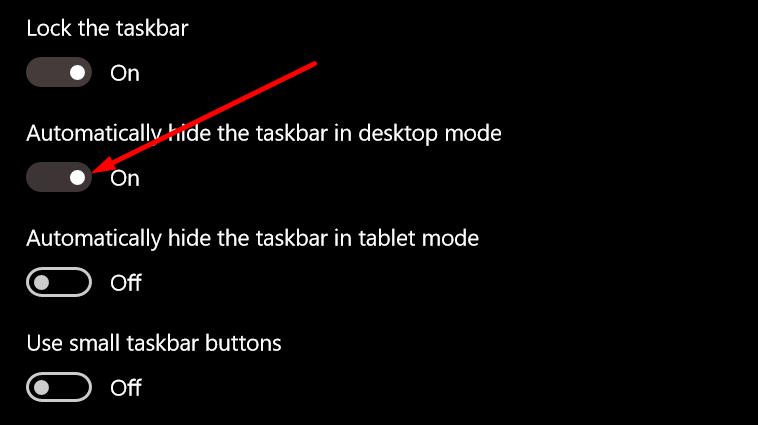 Lock the taskbar
On
Automatically hide the taskbar in desktop mode
On
Automatically hide the taskbar in tablet mode
Off
Use small taskbar buttons
Off